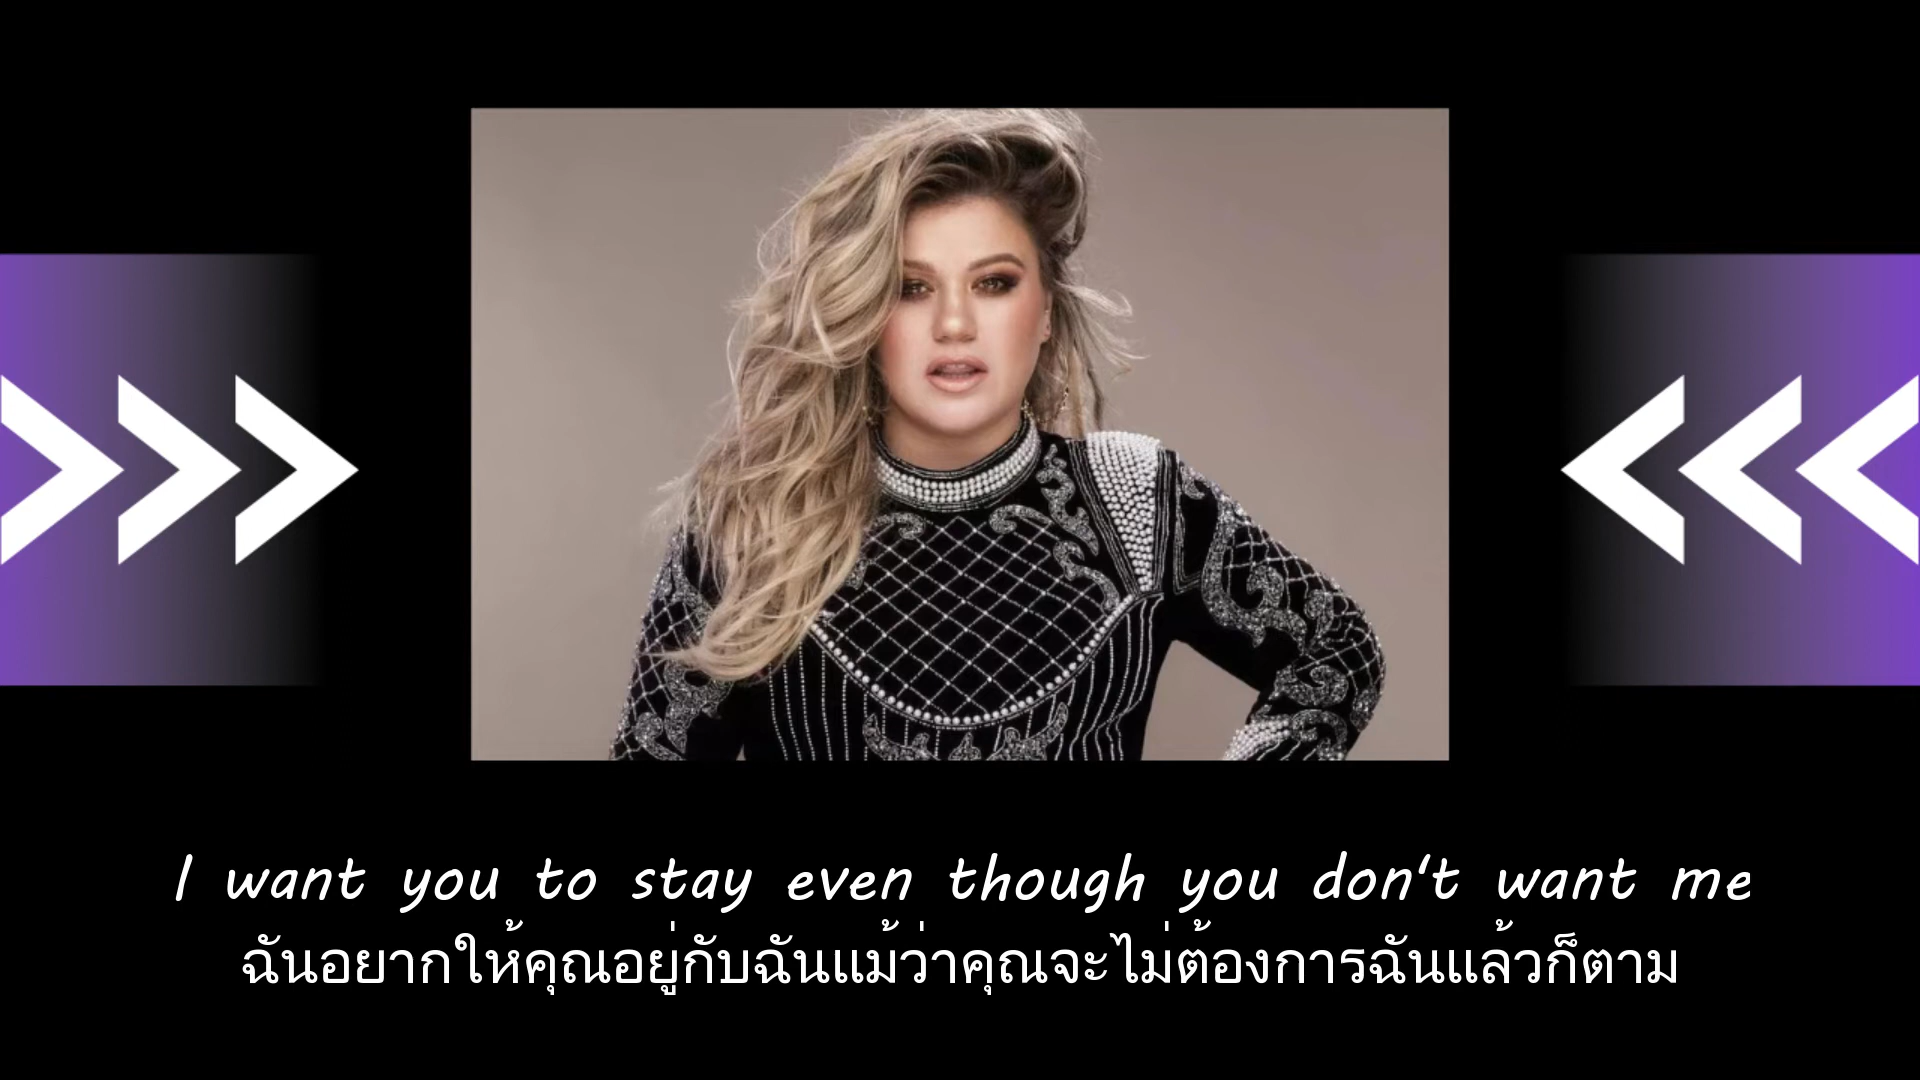 I want you to stay even though you don't want me
ฉันอยากให้คุณอยู่กับฉันแม้ว่าคุณจะไม่ต้องการฉันแล้วก็ตาม